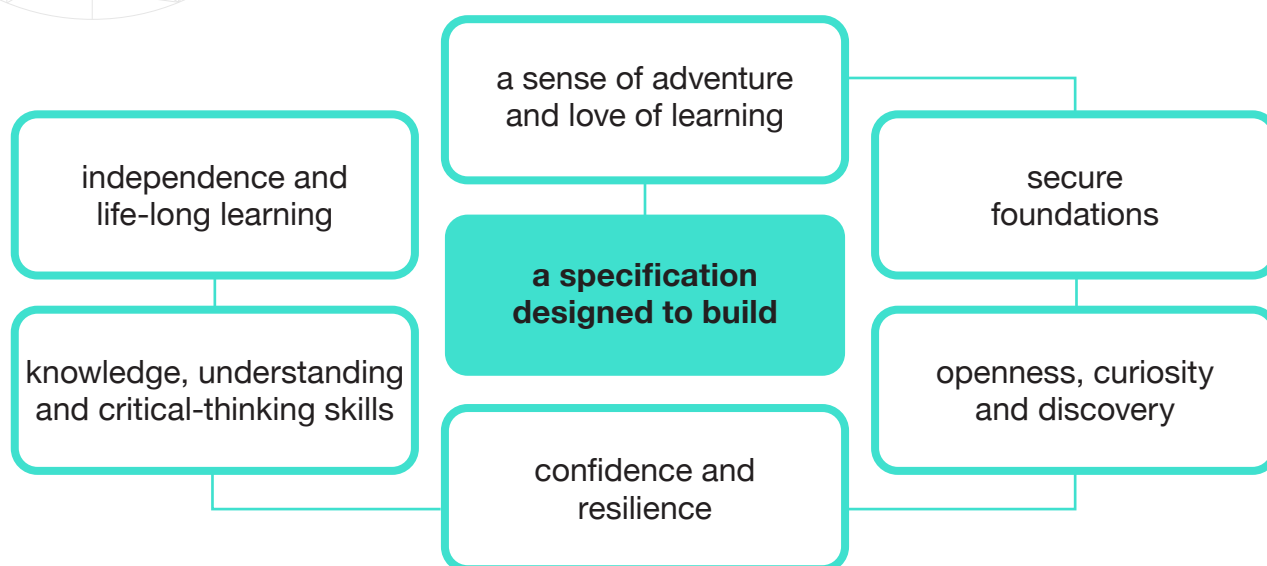 a sense of adventure
and love of learning
independence and
life-long learning
secure
foundations
a specification
designed to build
knowledge, understanding
and critical-thinking skills
openness, curiosity
and discovery
confidence and
resilience